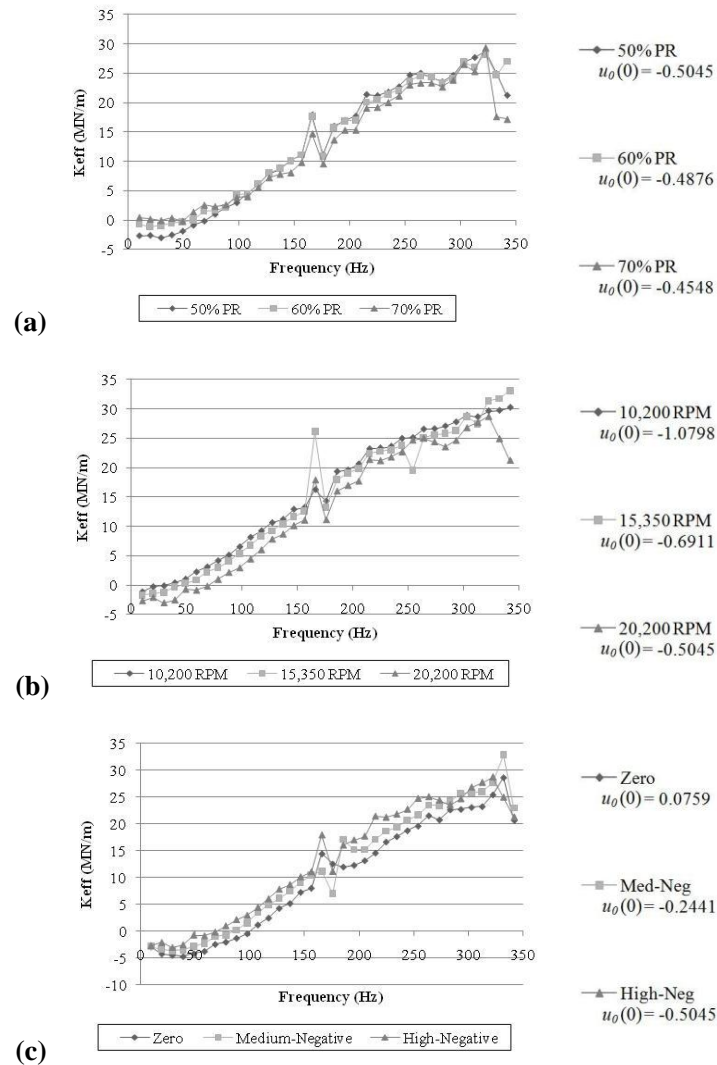 35
30
25
20
15
10
5
0
-5
Keff (MN/m)
0 50 100 150 200 250 300 350
Frequency (Hz)
50% PR 60% PR 70% PR
(a)
50% PR
u₀(0) = -0.5045
60% PR
u₀(0) = -0.4876
70% PR
u₀(0) = -0.4548
35
30
25
20
15
10
5
0
-5
Keff (MN/m)
0 50 100 150 200 250 300 350
Frequency (Hz)
10,200 RPM 15,350 RPM 20,200 RPM
(b)
10,200 RPM
u₀(0) = -1.0798
15,350 RPM
u₀(0) = -0.6911
20,200 RPM
u₀(0) = -0.5045
35
30
25
20
15
10
5
0
-5
-10
Keff (MN/m)
0 50 100 150 200 250 300 350
Frequency (Hz)
Zero Medium-Negative High-Negative
(c)
Zero
u₀(0) = 0.0759
Med-Neg
u₀(0) = -0.2441
High-Neg
u₀(0) = -0.5045